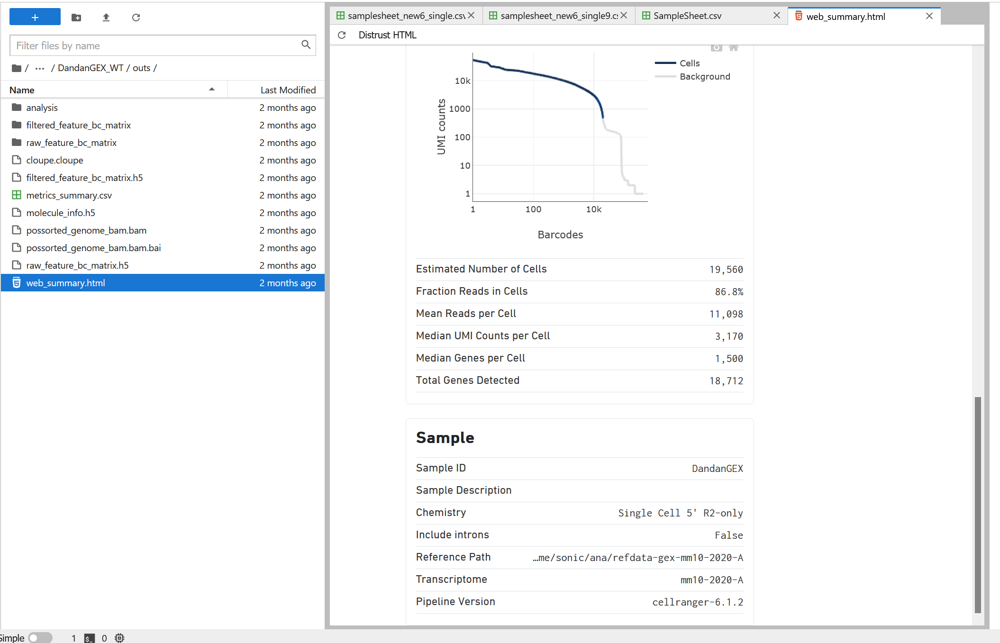 +
Filter files by name
/ ··· / DandanGEX_WT / outs /
Name Last Modified
analysis 2 months ago
filtered_feature_bc_matrix 2 months ago
raw_feature_bc_matrix 2 months ago
cloupe.cloupe 2 months ago
filtered_feature_bc_matrix.h5 2 months ago
metrics_summary.csv 2 months ago
molecule_info.h5 2 months ago
possorted_genome_bam.bam 2 months ago
possorted_genome_bam.bam.bai 2 months ago
raw_feature_bc_matrix.h5 2 months ago
web_summary.html 2 months ago
samplesheet_new6_single.csv samplesheet_new6_single9.cs SampleSheet.csv web_summary.html
Distrust HTML
Cells
Background
10k
1000
100
10
1
UMI counts
1 100 10k
Barcodes
Estimated Number of Cells 19,560
Fraction Reads in Cells 86.8%
Mean Reads per Cell 11,098
Median UMI Counts per Cell 3,170
Median Genes per Cell 1,500
Total Genes Detected 18,712
Sample
Sample ID DandanGEX
Sample Description
Chemistry Single Cell 5' R2-only
Include introns False
Reference Path …me/sonic/ana/refdata-gex-mm10-2020-A
Transcriptome mm10-2020-A
Pipeline Version cellranger-6.1.2
Simple 1 $_ 0